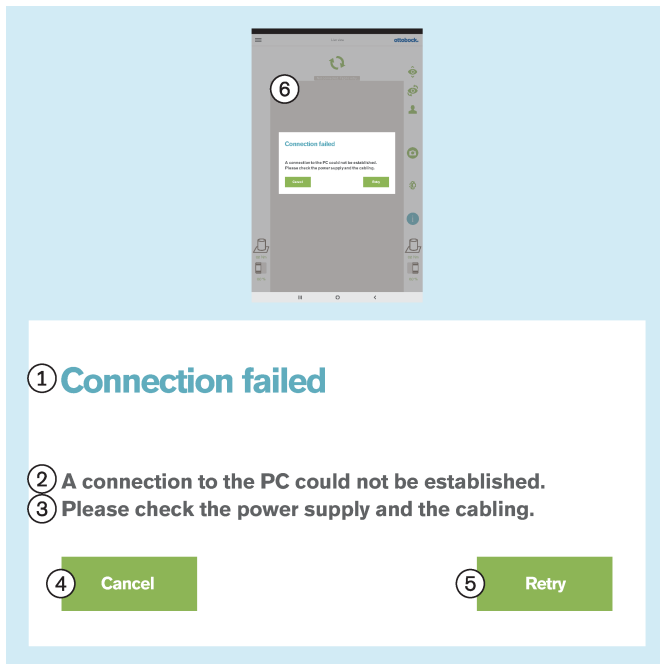 ottobock.
6
Connection failed
A connection to the PC could not be established.
Please check the power supply and the cabling.
Cancel
Retry
1 Connection failed
2 A connection to the PC could not be established.
3 Please check the power supply and the cabling.
4 Cancel
5 Retry